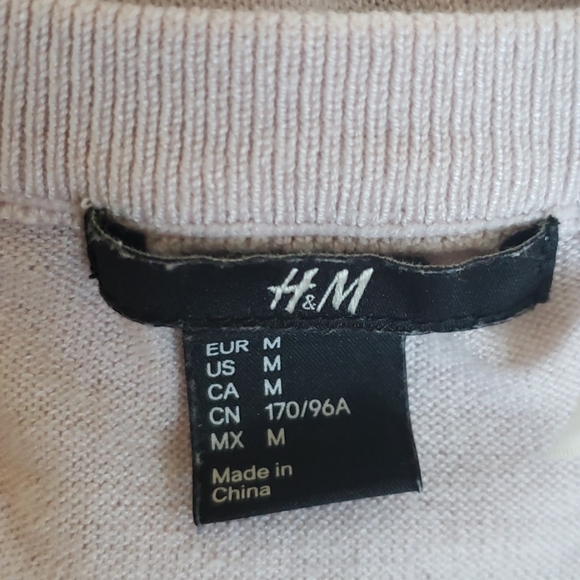 H&M
EUR M
US M
CA M
CN 170/96A
MX M
Made in
China